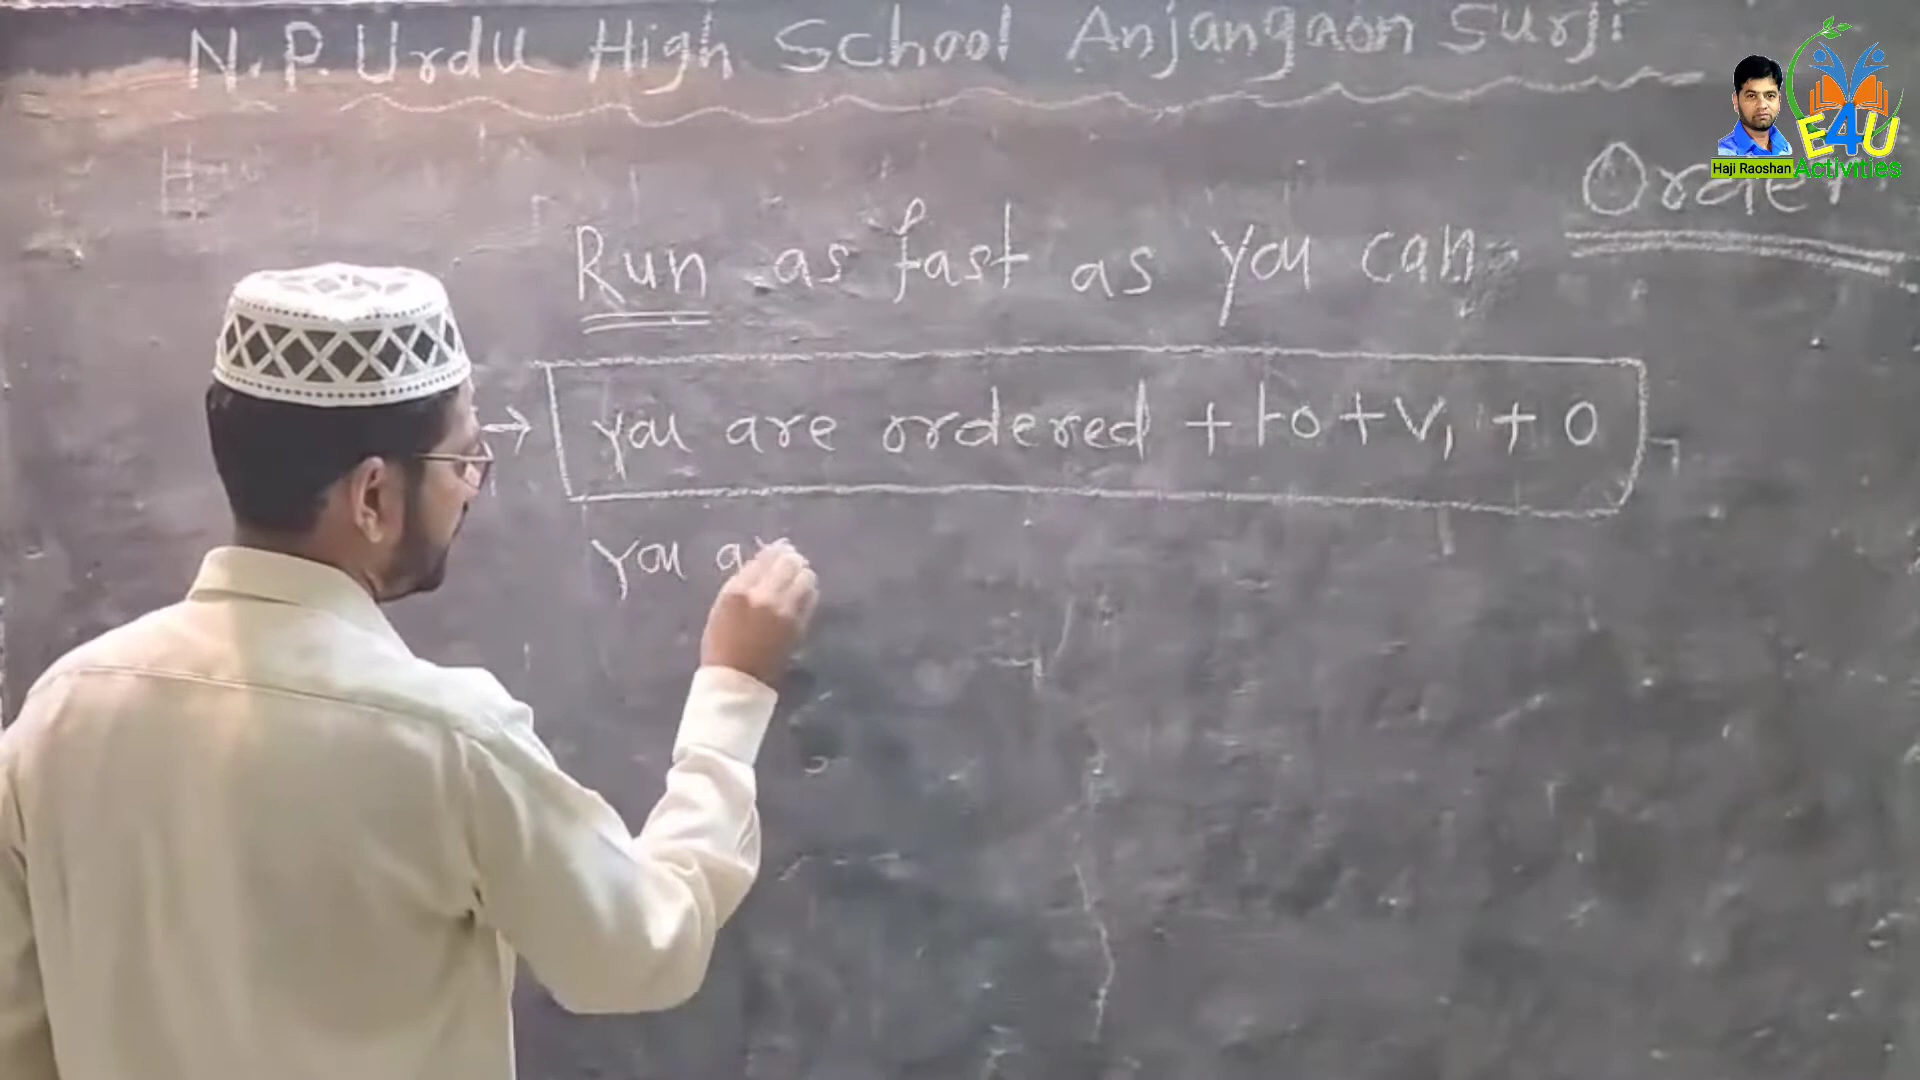 N.P. Urdu High School Anjangaon Surji
E4U
Haji Raoshan Activities
Order
Run as fast as you can
→ you are ordered + to + V1 + O
you ar